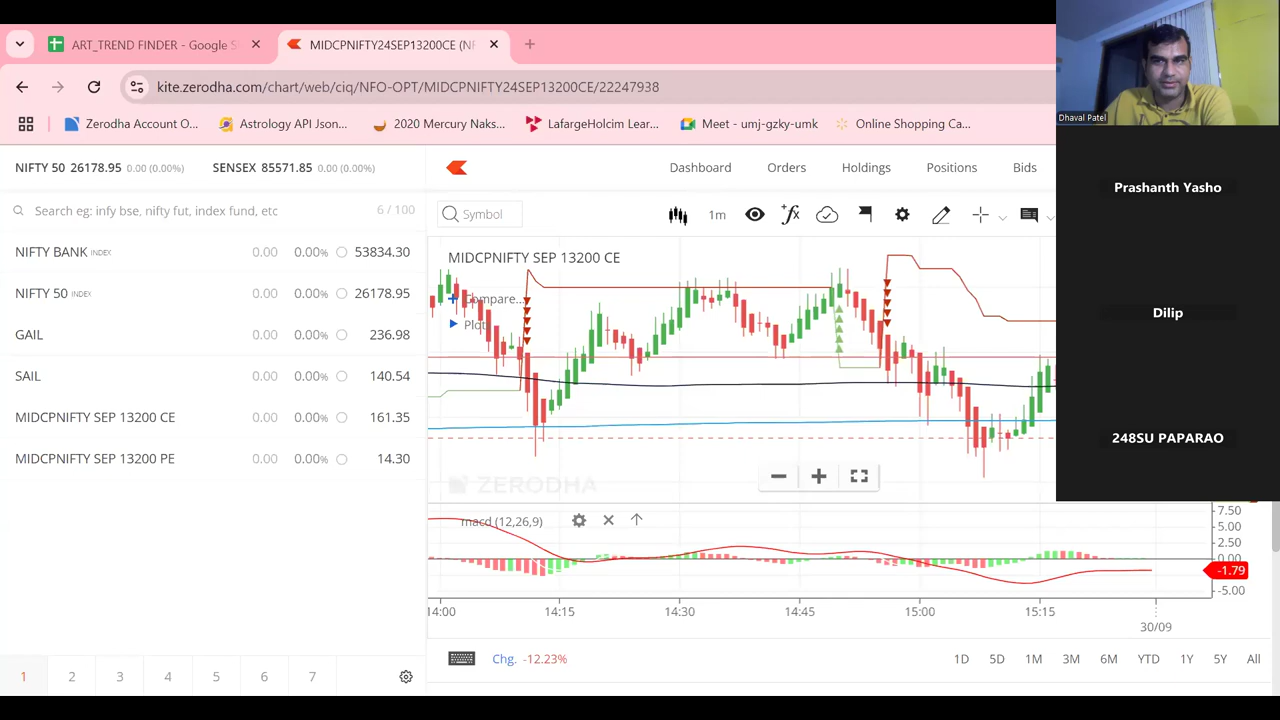 ART_TREND FINDER - Google S
MIDCPNIFTY24SEP13200CE (NF
kite.zerodha.com/chart/web/ciq/NFO-OPT/MIDCPNIFTY24SEP13200CE/22247938
Zerodha Account O...
Astrology API Json...
2020 Mercury Naks...
LafargeHolcim Lear...
Meet - umj-gzky-umk
Online Shopping Ca...
NIFTY 50 26178.95 0.00 (0.00%)
SENSEX 85571.85 0.00 (0.00%)
Dashboard
Orders
Holdings
Positions
Bids
Search eg: infy bse, nifty fut, index fund, etc
6 / 100
NIFTY BANK INDEX 0.00 0.00% 53834.30
NIFTY 50 INDEX 0.00 0.00% 26178.95
GAIL 0.00 0.00% 236.98
SAIL 0.00 0.00% 140.54
MIDCPNIFTY SEP 13200 CE 0.00 0.00% 161.35
MIDCPNIFTY SEP 13200 PE 0.00 0.00% 14.30
1 2 3 4 5 6 7
Symbol
1m
MIDCPNIFTY SEP 13200 CE
Compare...
Plot
ZERODHA
macd (12,26,9)
7.50
5.00
2.50
0.00
-1.79
-5.00
14:00 14:15 14:30 14:45 15:00 15:15
30/09
Chg. -12.23%
1D 5D 1M 3M 6M YTD 1Y 5Y All
Dhaval Patel
Prashanth Yasho
Dilip
248SU PAPARAO